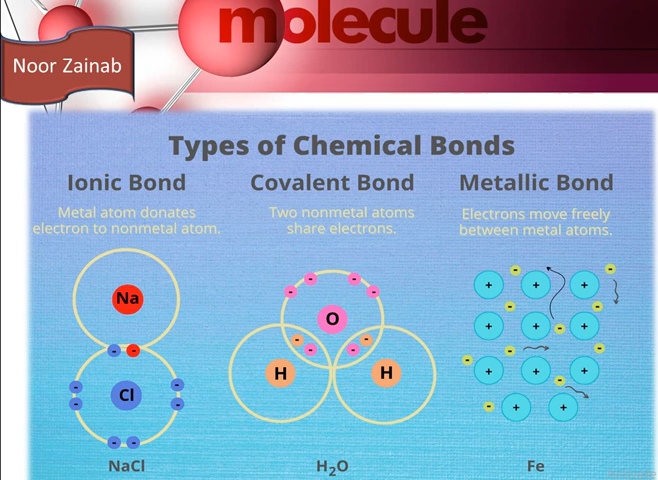 molecule
Noor Zainab
Types of Chemical Bonds
Ionic Bond
Metal atom donates
electron to nonmetal atom.
Na
- -
- Cl -
- -
- -
NaCl
Covalent Bond
Two nonmetal atoms
share electrons.
- -
- -
O
- -
- -
H H
H₂O
Metallic Bond
Electrons move freely
between metal atoms.
- -
+ + +
- -
+ + +
- - -
- +  + +
-
- + +
Fe